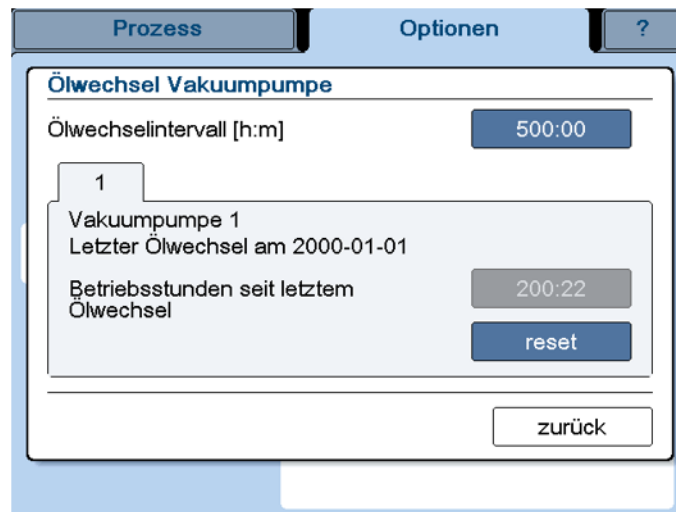 Prozess
Optionen
?
Ölwechsel Vakuumpumpe
Ölwechselintervall [h:m]
500:00
1
Vakuumpumpe 1
Letzter Ölwechsel am 2000-01-01
Betriebsstunden seit letztem
Ölwechsel
200:22
reset
zurück